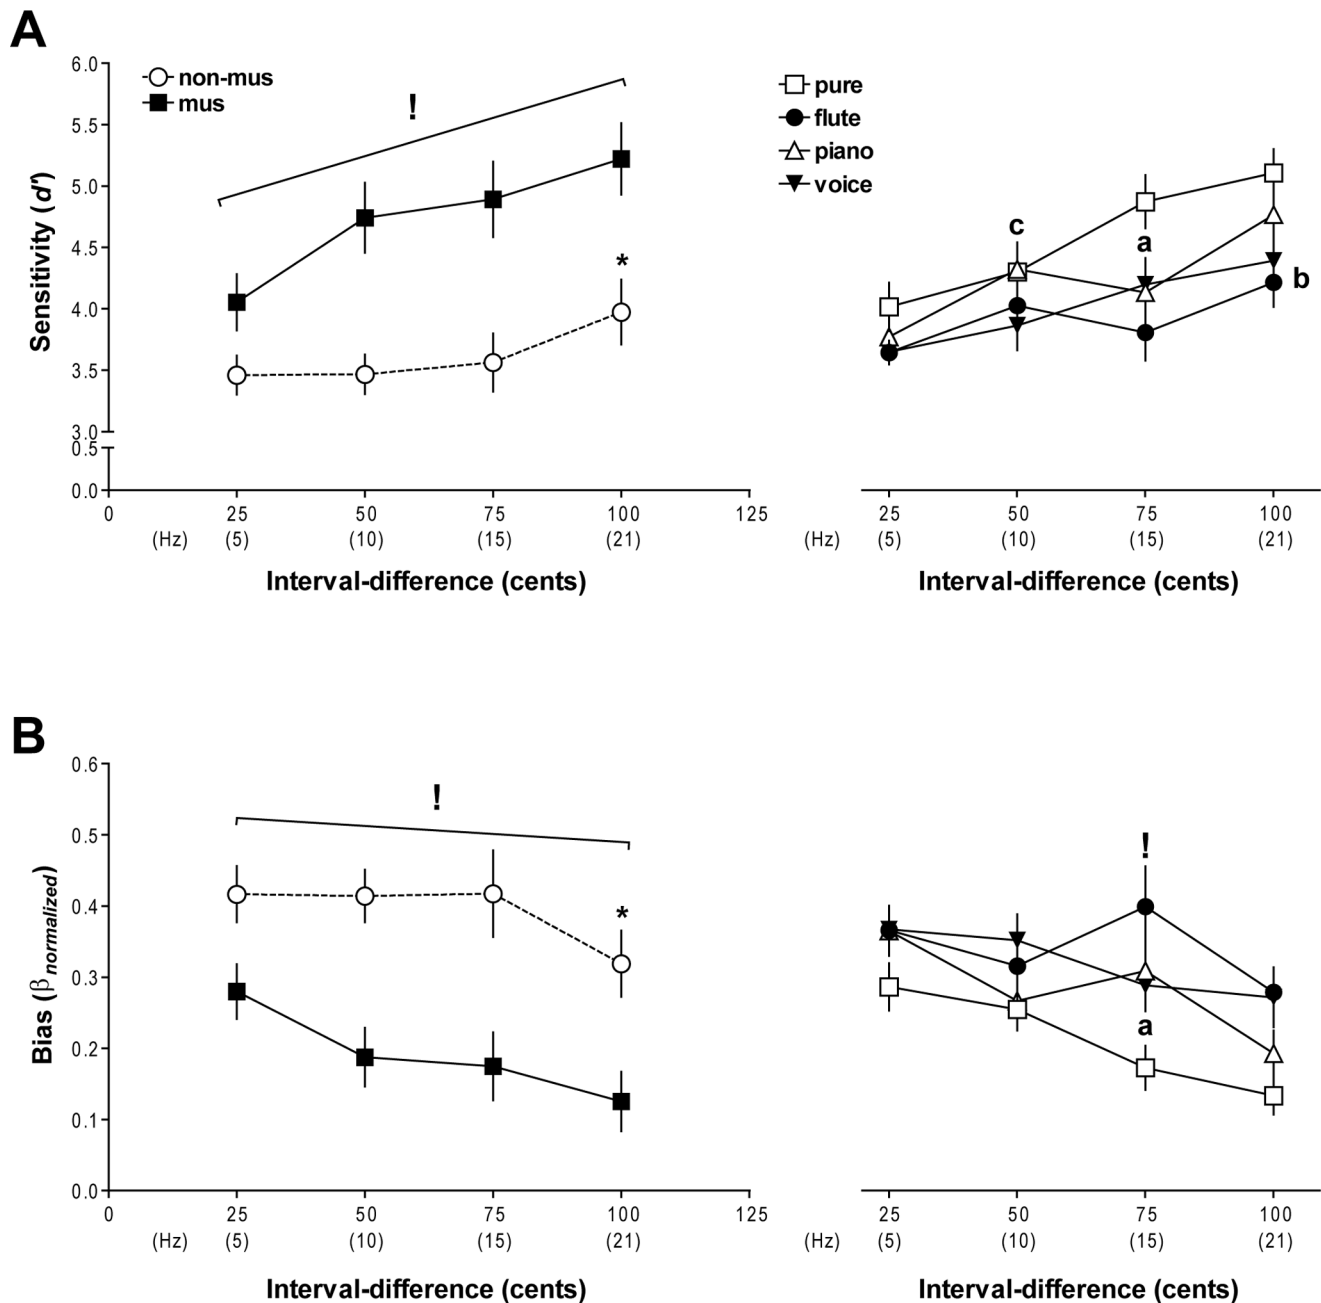 A
6.0
5.5
5.0
4.5
4.0
3.5
3.0
0.5
0.0
Sensitivity (d')
non-mus
mus
!
*
0 25 50 75 100 125
(Hz) (5) (10) (15) (21)
Interval-difference (cents)
pure
flute
piano
voice
c
a
b
25 50 75 100
(Hz) (5) (10) (15) (21)
Interval-difference (cents)
B
0.6
0.5
0.4
0.3
0.2
0.1
0.0
Bias (βnormalized)
!
*
0 25 50 75 100 125
(Hz) (5) (10) (15) (21)
Interval-difference (cents)
!
a
25 50 75 100
(Hz) (5) (10) (15) (21)
Interval-difference (cents)